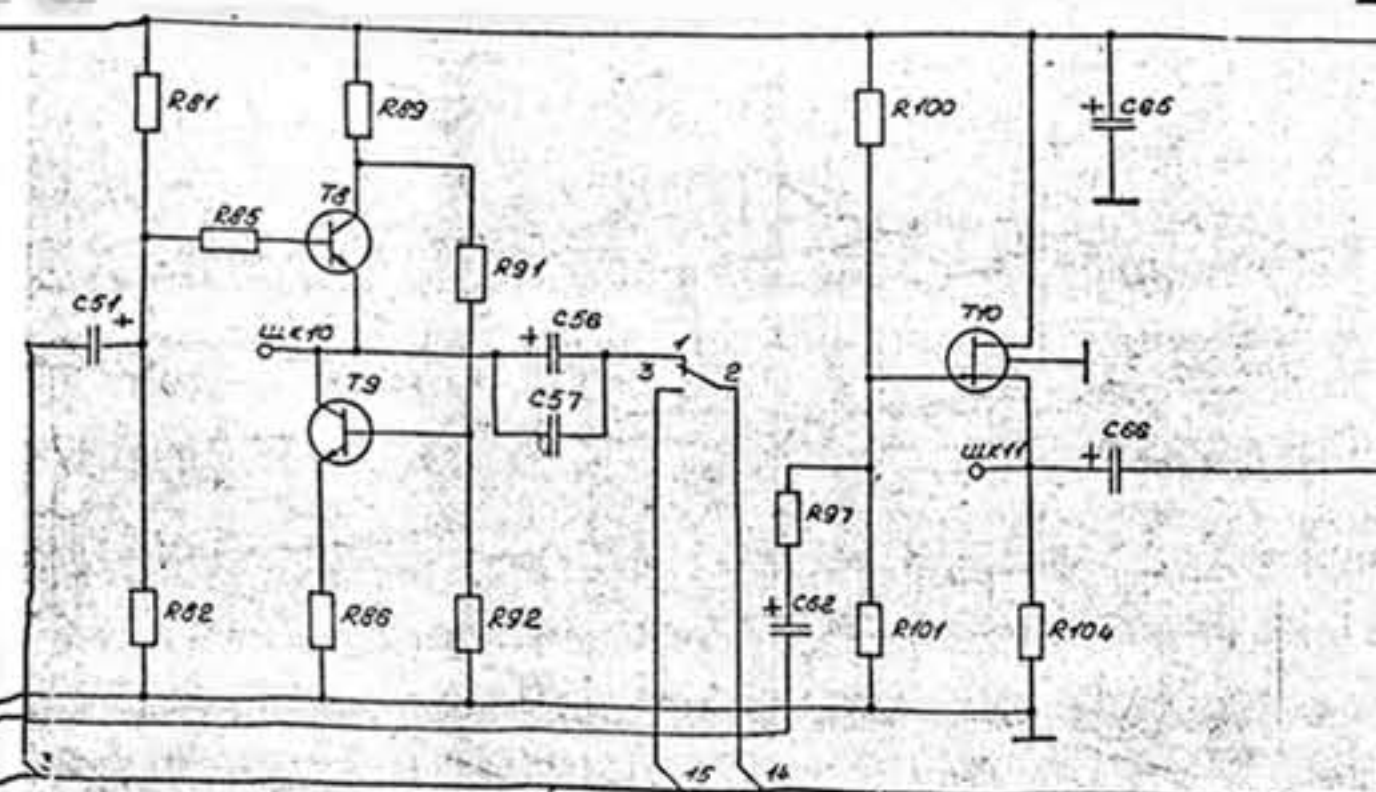 R81
R89
R100
+ C65
T8
R85
R91
C51
+
ШК10
+ C56
T10
1
3
2
T9
C57
ШК11
+ C66
R97
R82
R86
R92
+ C62
R101
R104
3
15
14